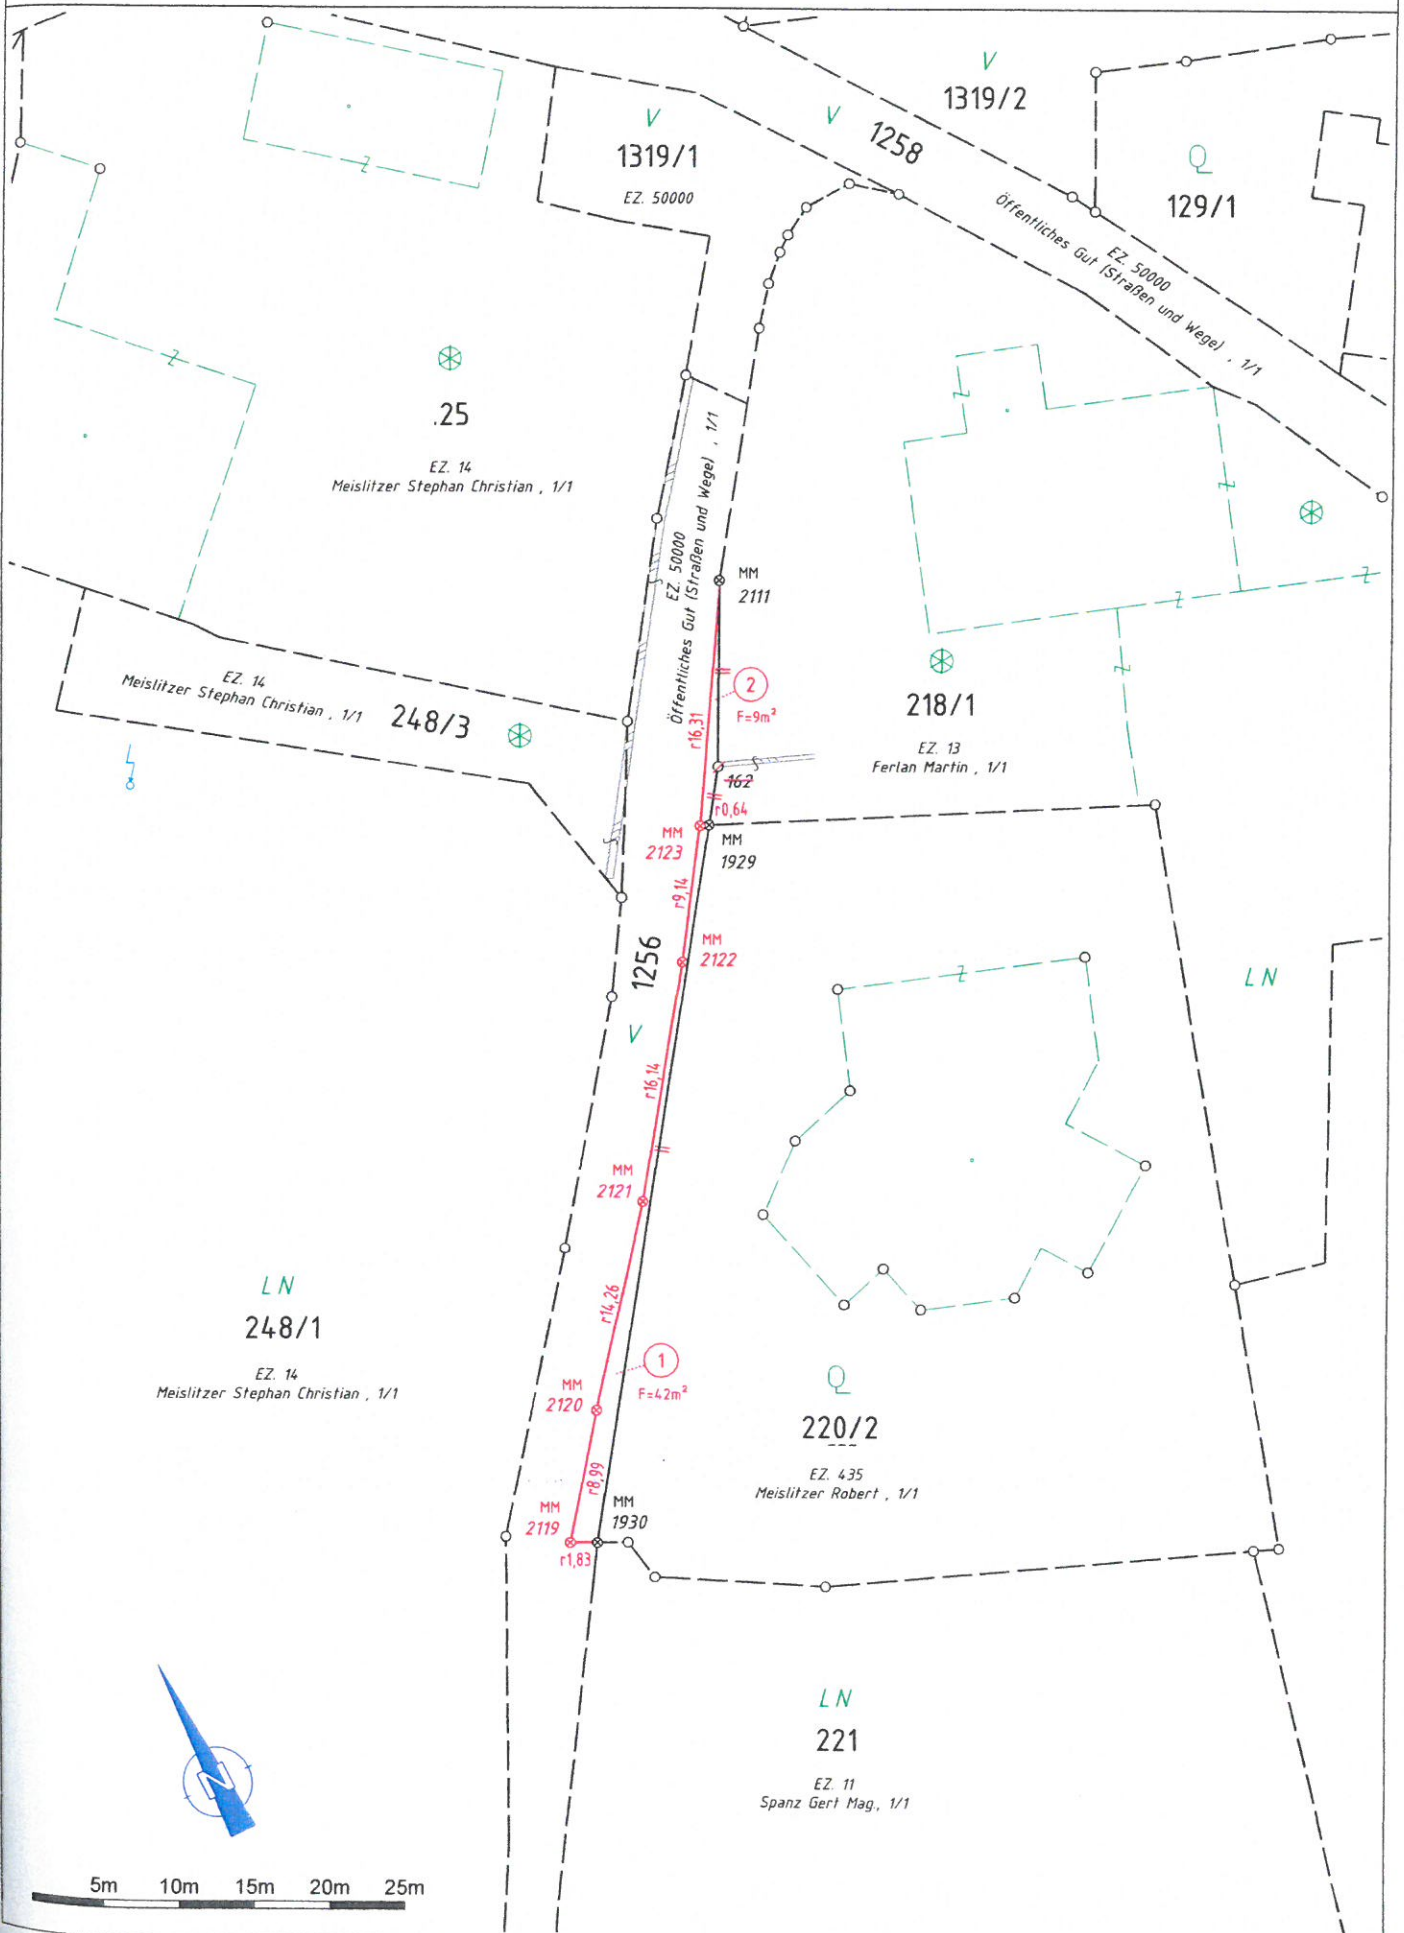 V
1319/2
V
1258
V
1319/1
EZ. 50000
Q
129/1
EZ. 50000
Öffentliches Gut (Straßen und Wege) , 1/1
.25
EZ. 14
Meislitzer Stephan Christian , 1/1
EZ. 50000
Öffentliches Gut (Straßen und Wege) , 1/1
MM
2111
EZ. 14
Meislitzer Stephan Christian , 1/1
248/3
2
F=9m²
r16,31
218/1
EZ. 13
Ferlan Martin , 1/1
162
r0,64
MM
2123
MM
1929
r9,14
MM
2122
1256
V
LN
r16,14
MM
2121
LN
248/1
EZ. 14
Meislitzer Stephan Christian , 1/1
r14,26
1
F=42m²
MM
2120
Q
220/2
EZ. 435
Meislitzer Robert , 1/1
r8,99
MM
2119
MM
1930
r1,83
LN
221
EZ. 11
Spanz Gert Mag., 1/1
N
5m 10m 15m 20m 25m